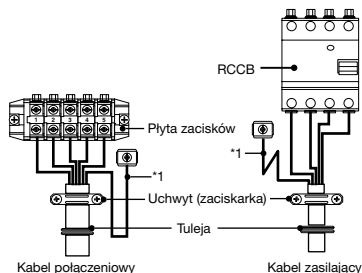 RCCB
1 2 3 4 5
Płyta zacisków
*1
*1
Uchwyt (zaciskarka)
Tuleja
Kabel połączeniowy
Kabel zasilający